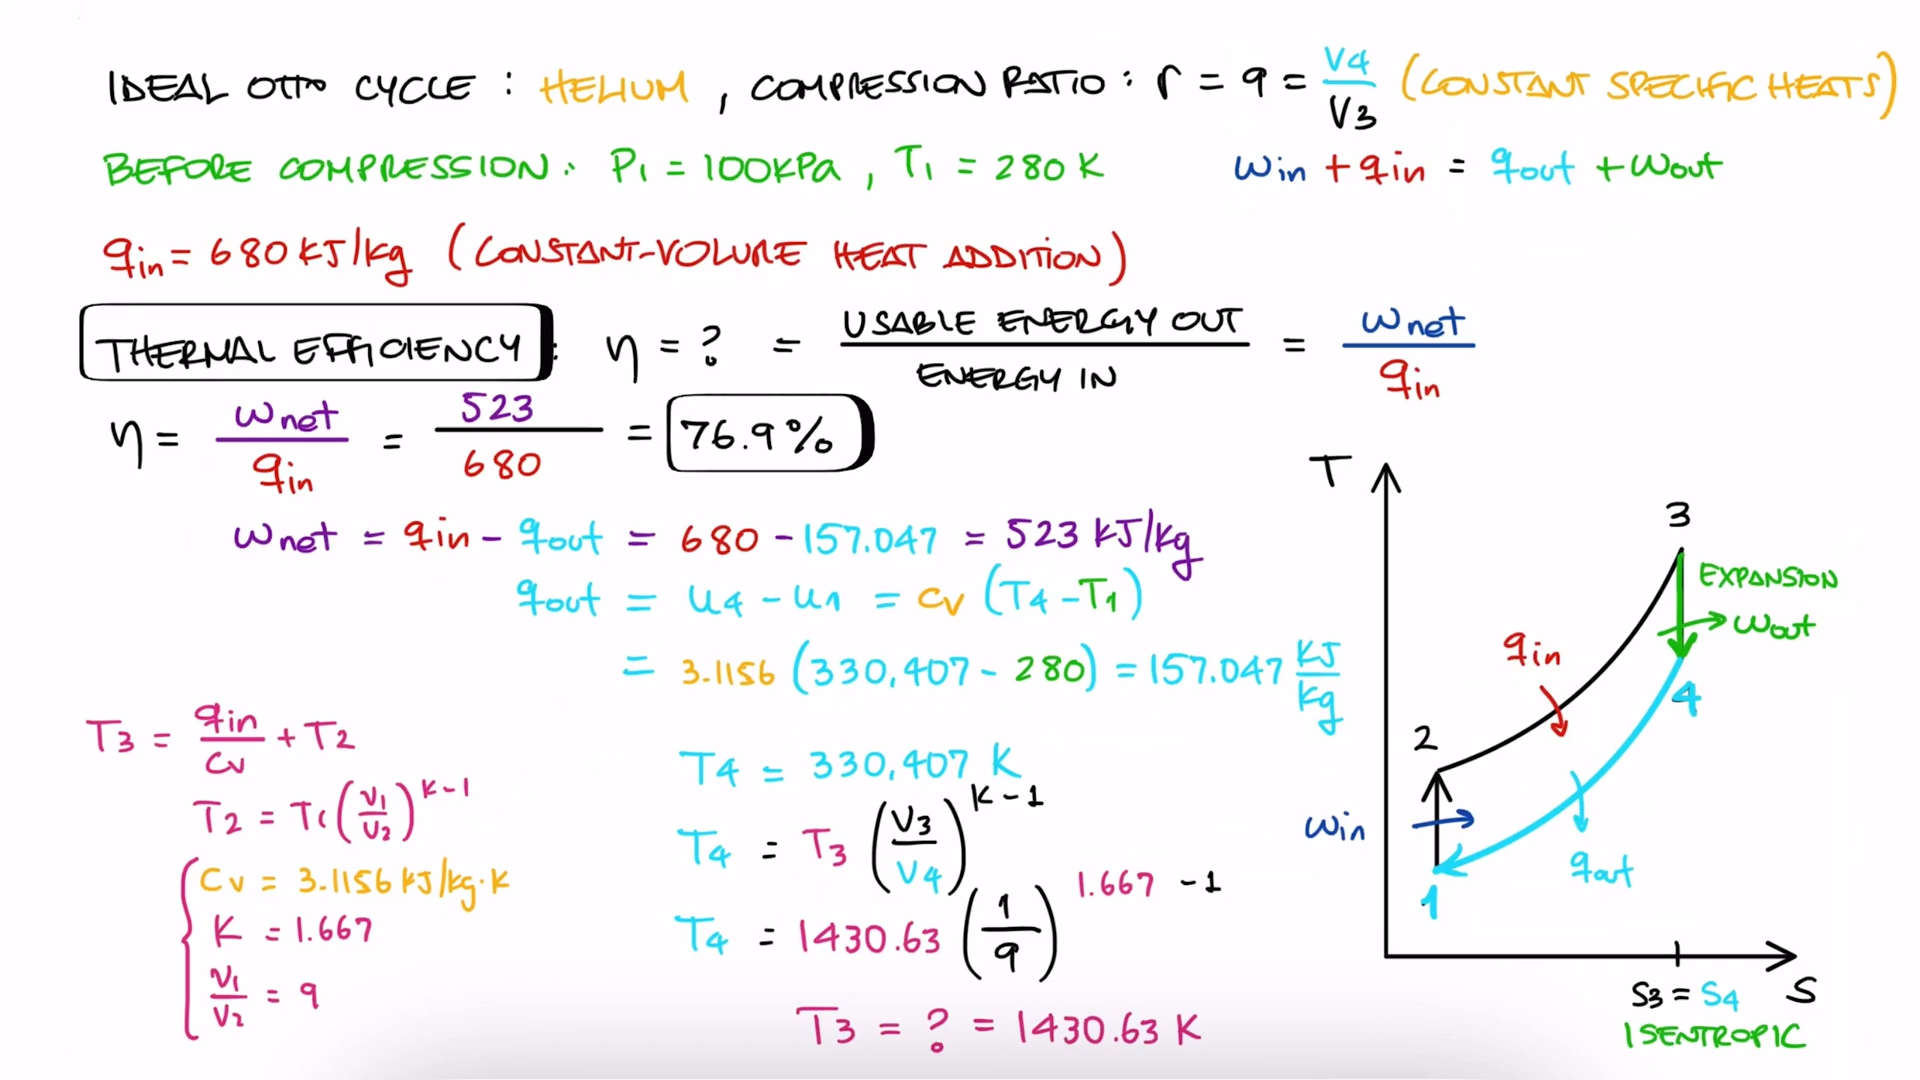 IDEAL OTTO CYCLE : HELIUM , COMPRESSION RATIO : r = 9 = V4/V3 (CONSTANT SPECIFIC HEATS)
BEFORE COMPRESSION : P1 = 100kPa , T1 = 280 K
win + qin = qout + wout
qin = 680 KJ/kg (CONSTANT-VOLUME HEAT ADDITION)
THERMAL EFFICIENCY : η = ? = USABLE ENERGY OUT / ENERGY IN = wnet / qin
η = wnet / qin = 523 / 680 = 76.9%
wnet = qin - qout = 680 - 157.047 = 523 KJ/kg
qout = u4 - u1 = cv (T4 - T1)
= 3.1156 (330,407 - 280) = 157.047 KJ/kg
T4 = 330,407 K
T4 = T3 (V3/V4)^K-1
T4 = 1430.63 (1/9)^1.667 - 1
T3 = ? = 1430.63 K
T3 = qin/cv + T2
T2 = T1 (V1/V2)^K-1
Cv = 3.1156 KJ/kg·K
K = 1.667
V1/V2 = 9
T
3
EXPANSION
wout
qin
4
2
win
qout
1
S3 = S4
S
ISENTROPIC